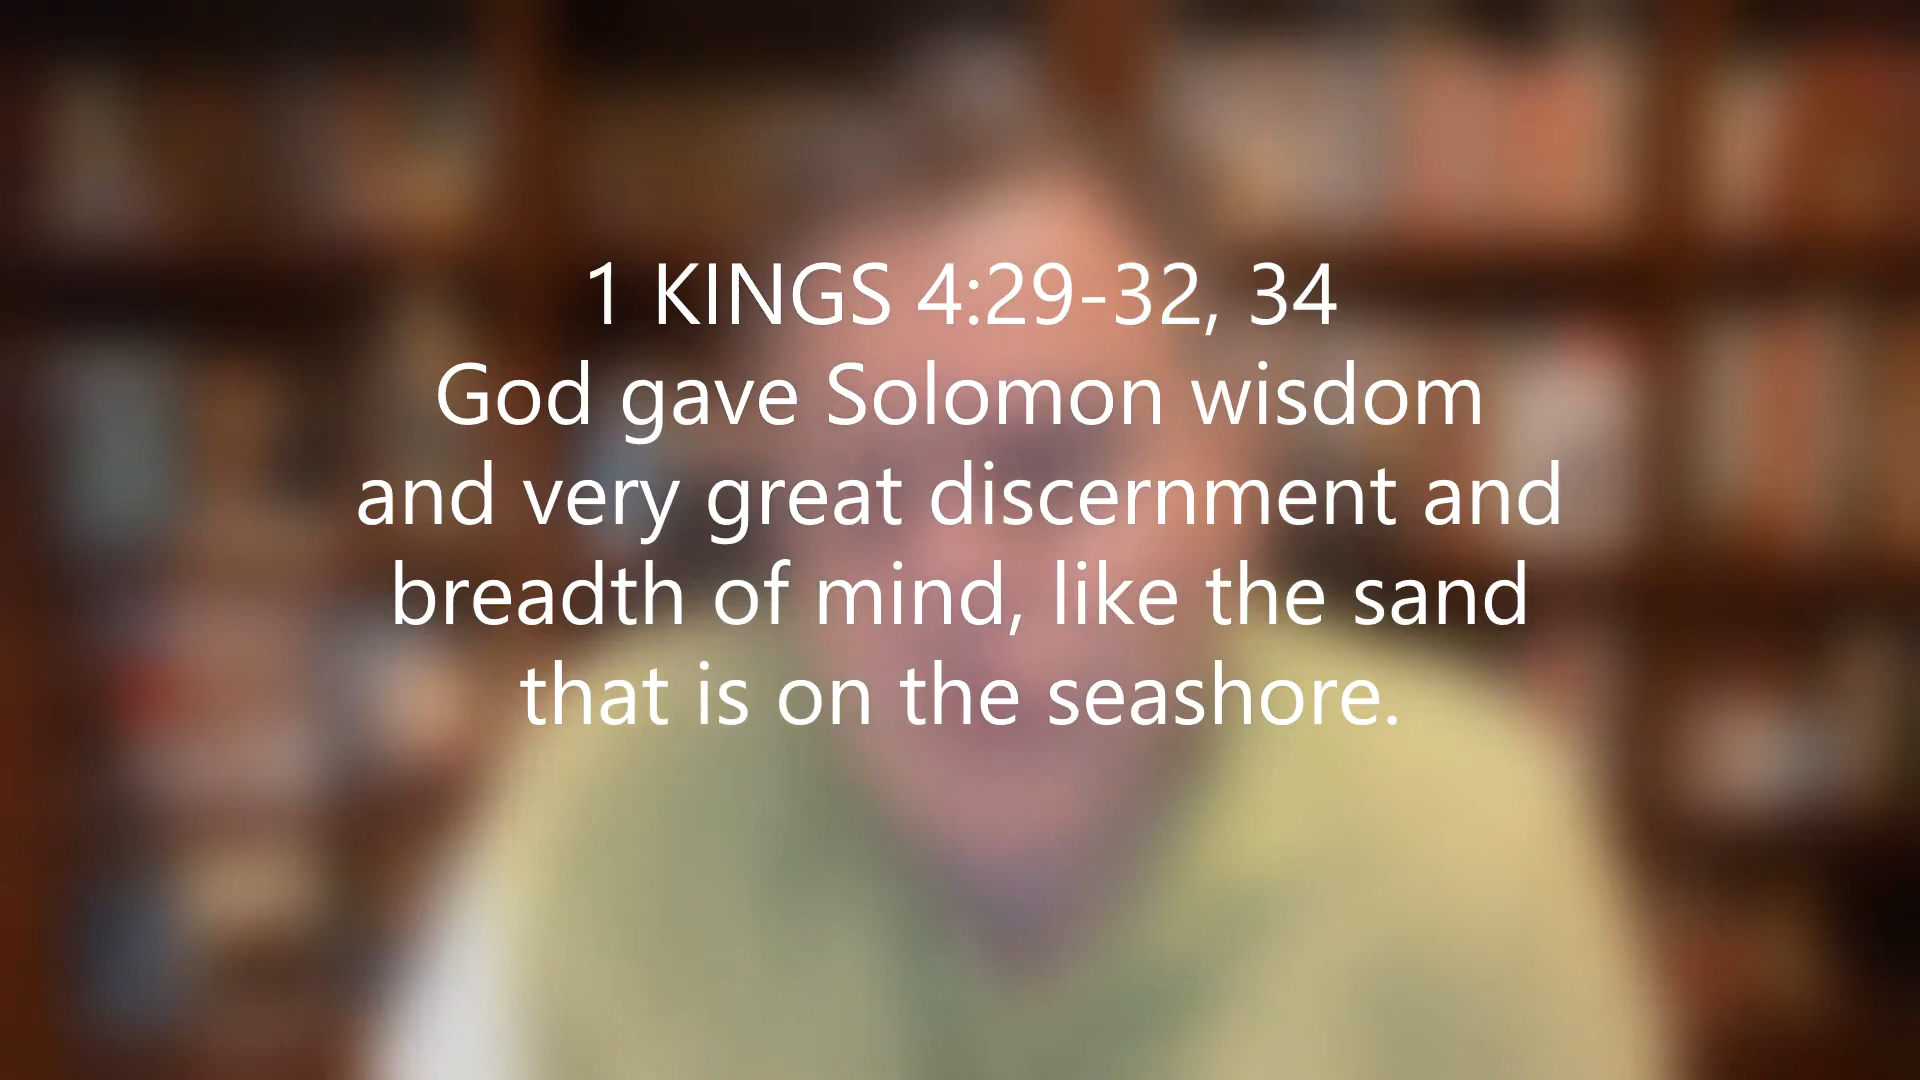 1 KINGS 4:29-32, 34
God gave Solomon wisdom
and very great discernment and
breadth of mind, like the sand
that is on the seashore.